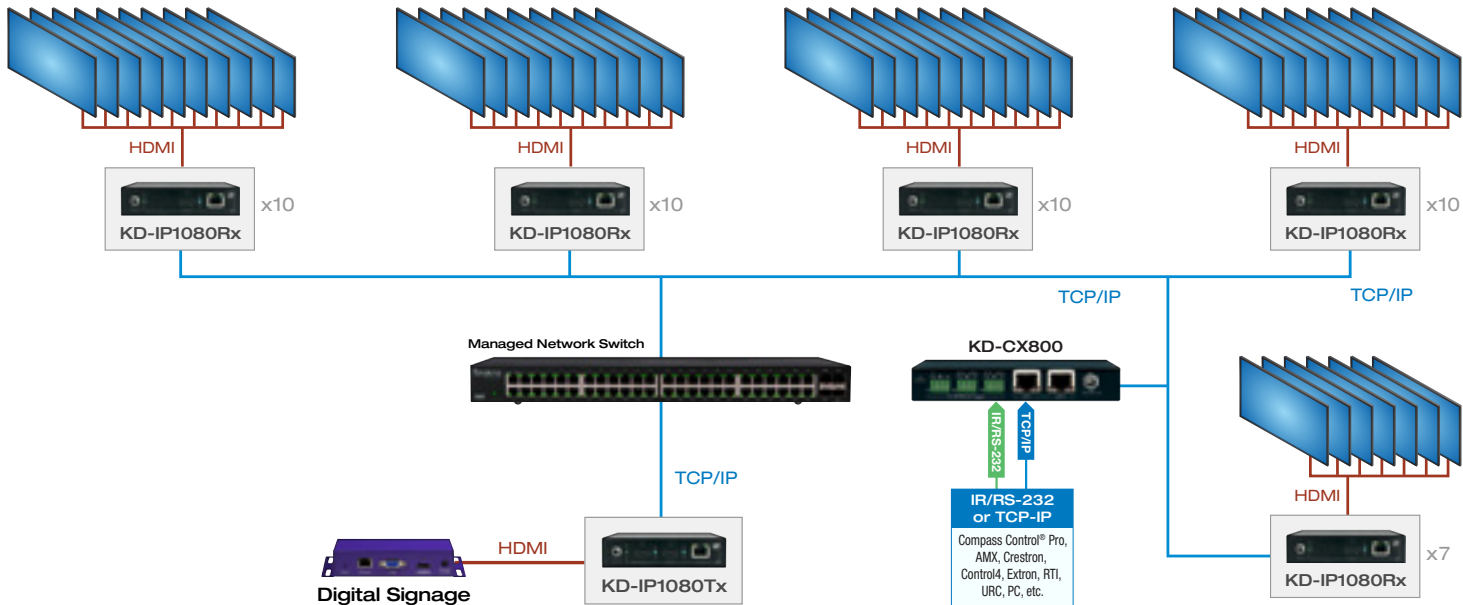 HDMI
HDMI
HDMI
HDMI
x10
x10
x10
x10
KD-IP1080Rx
KD-IP1080Rx
KD-IP1080Rx
KD-IP1080Rx
TCP/IP
TCP/IP
Managed Network Switch
KD-CX800
IR/RS-232
TCP/IP
TCP/IP
HDMI
IR/RS-232
or TCP-IP
Compass Control® Pro,
AMX, Crestron,
Control4, Extron, RTI,
URC, PC, etc.
HDMI
KD-IP1080Tx
Digital Signage
x7
KD-IP1080Rx